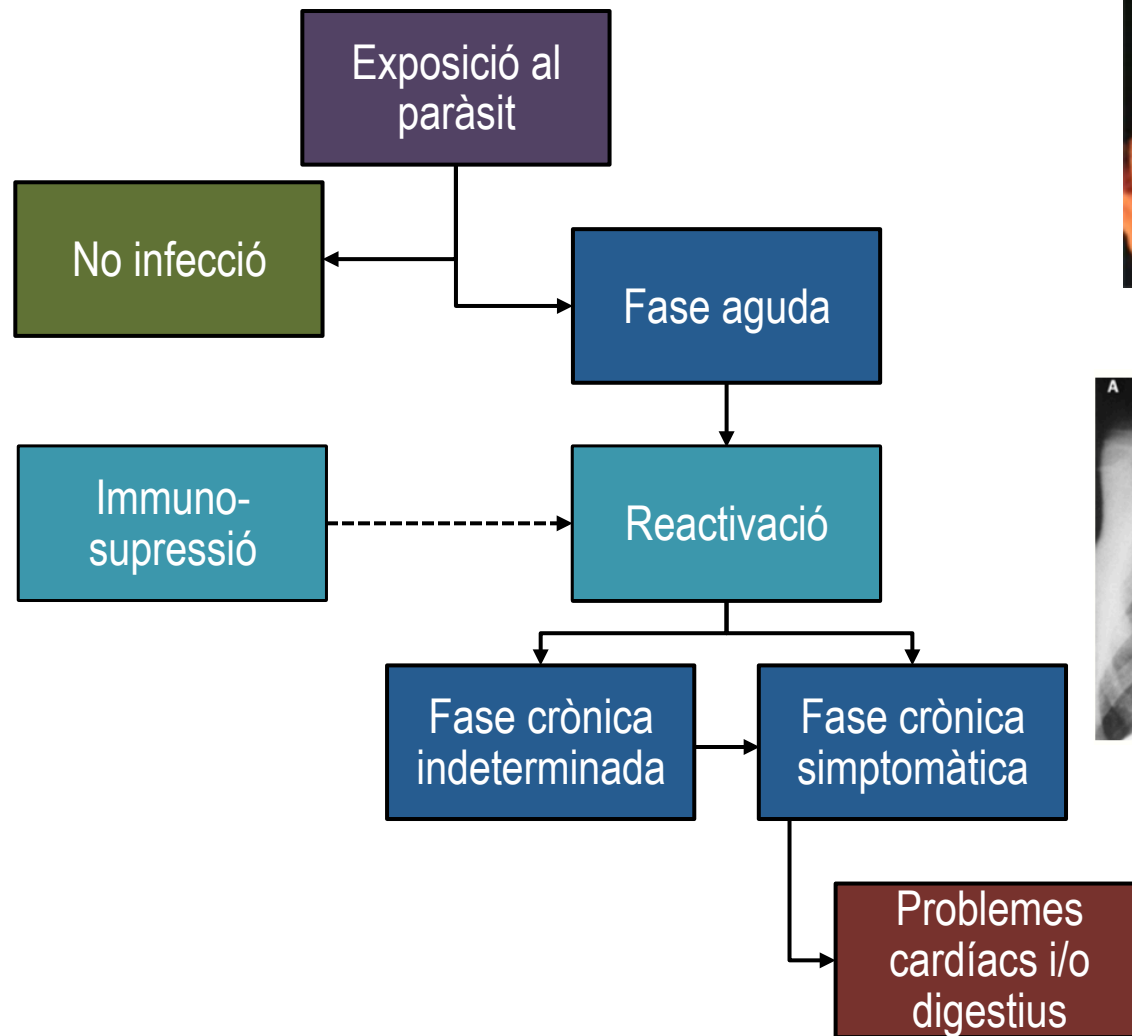 Exposició al
paràsit
No infecció
Fase aguda
A
Immuno-
supressió
Reactivació
Fase crònica
indeterminada
Fase crònica
simptomàtica
Problemes
cardíacs i/o
digestius